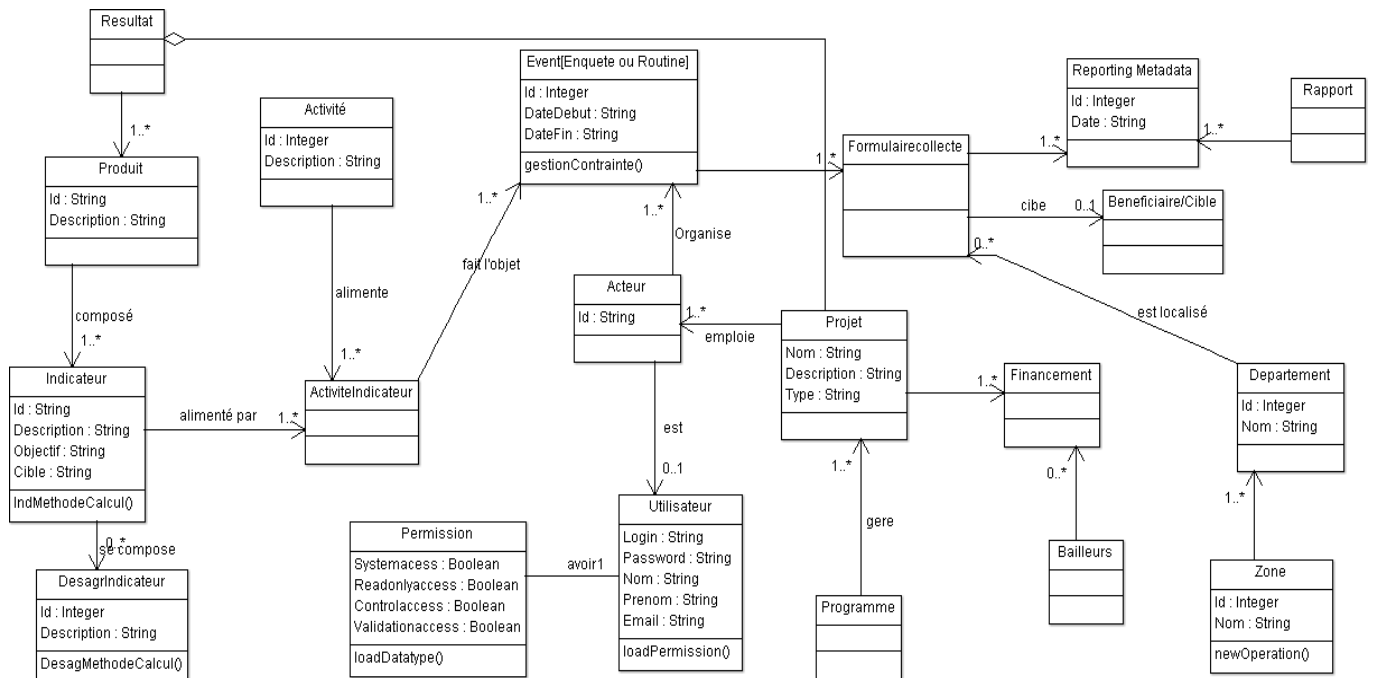 Resultat
1..*
Produit
Id : String
Description : String
composé
1..*
Indicateur
Id : String
Description : String
Objectif : String
Cible : String
IndMethodeCalcul()
0..*
se compose
DesagrIndicateur
Id : Integer
Description : String
DesagMethodeCalcul()
Activité
Id : Integer
Description : String
alimente
1..*
ActiviteIndicateur
alimenté par
1..*
fait l'objet
1..*
Event[Enquete ou Routine]
Id : Integer
DateDebut : String
DateFin : String
gestionContrainte()
1..*
Organise
1..*
Acteur
Id : String
1..*
emploie
est
0..1
Utilisateur
Login : String
Password : String
Nom : String
Prenom : String
Email : String
loadPermission()
avoir1
Permission
Systemacess : Boolean
Readonlyaccess : Boolean
Controlaccess : Boolean
Validationaccess : Boolean
loadDatatype()
Projet
Nom : String
Description : String
Type : String
1..*
gere
Programme
1..*
Financement
0..*
Bailleurs
Formulairecollecte
1..*
Reporting Metadata
Id : Integer
Date : String
1..*
Rapport
cibe
0..1
Beneficiaire/Cible
0..*
est localisé
Departement
Id : Integer
Nom : String
1..*
Zone
Id : Integer
Nom : String
newOperation()